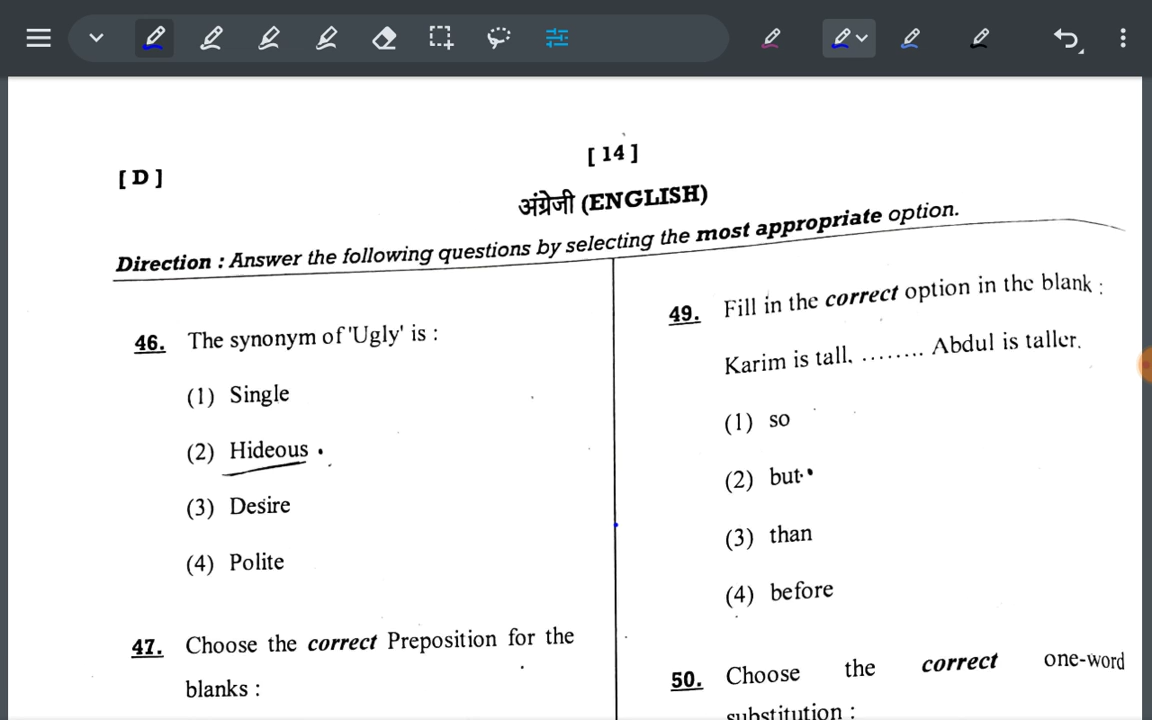 [ D ]
[ 14 ]
अंग्रेजी (ENGLISH)
Direction : Answer the following questions by selecting the most appropriate option.
46. The synonym of 'Ugly' is :
(1) Single
(2) Hideous
(3) Desire
(4) Polite
47. Choose the correct Preposition for the
blanks :
49. Fill in the correct option in the blank :
Karim is tall. ........ Abdul is taller.
(1) so
(2) but
(3) than
(4) before
50. Choose the correct one-word
substitution :